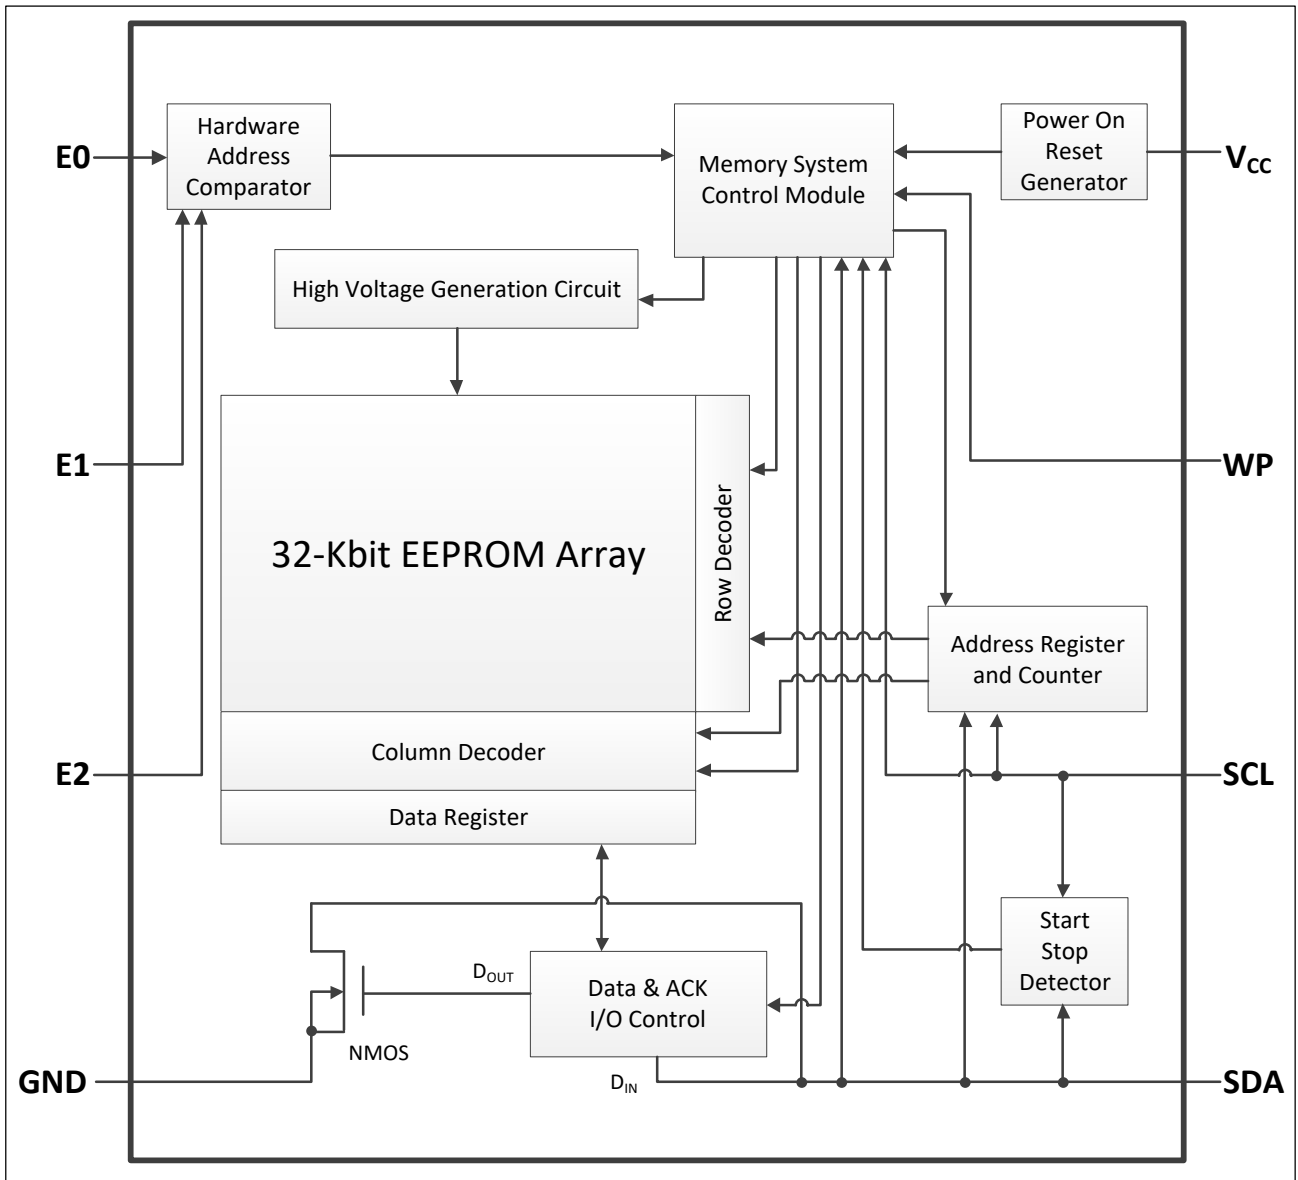 Hardware
Address
Comparator
Memory System
Control Module
Power On
Reset
Generator
E0
VCC
High Voltage Generation Circuit
E1
WP
32-Kbit EEPROM Array
Row Decoder
Address Register
and Counter
Column Decoder
E2
SCL
Data Register
Start
Stop
Detector
DOUT
Data & ACK
I/O Control
NMOS
GND
DIN
SDA